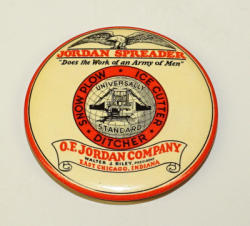 JORDAN SPREADER
"Does the Work of an Army of Men"
SNOW PLOW • ICE CUTTER
• DITCHER •
UNIVERSALLY
STANDARD
O.F. JORDAN COMPANY
WALTER J. RILEY, PRESIDENT
EAST CHICAGO, INDIANA